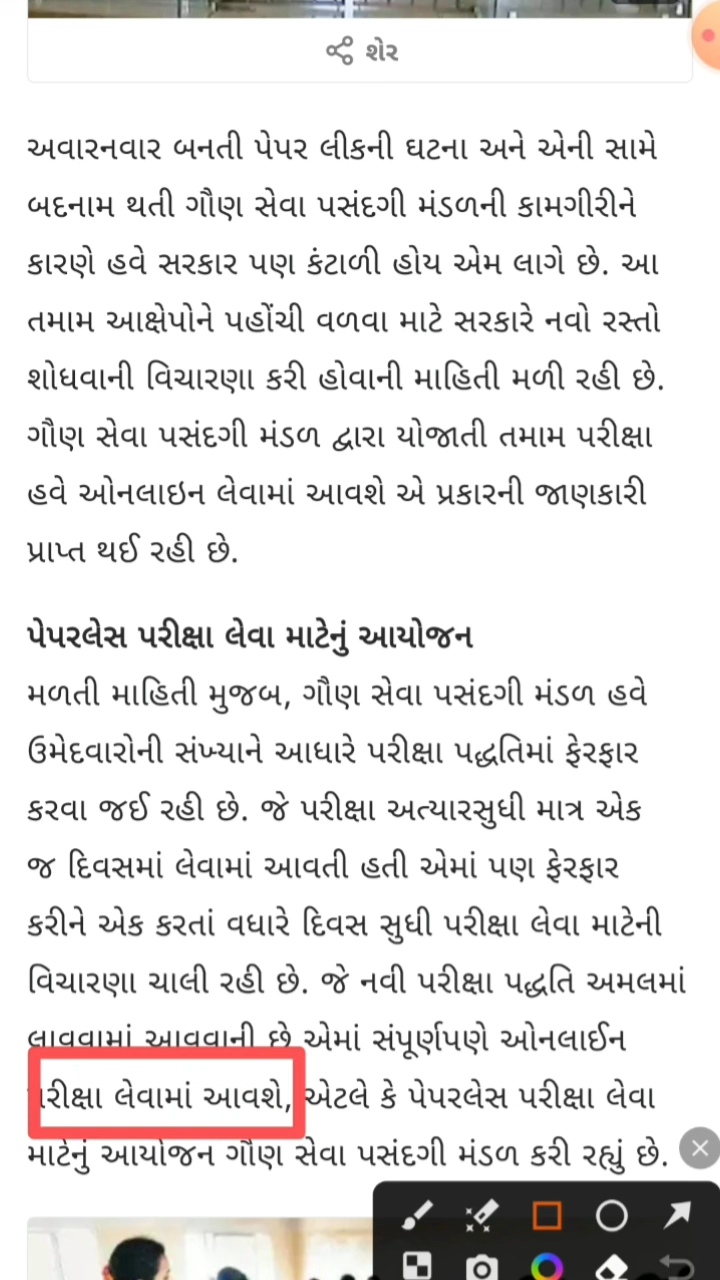 શેર
અવારનવાર બનતી પેપર લીકની ઘટના અને એની સામે
બદનામ થતી ગૌણ સેવા પસંદગી મંડળની કામગીરીને
કારણે હવે સરકાર પણ કંટાળી હોય એમ લાગે છે. આ
તમામ આક્ષેપોને પહોંચી વળવા માટે સરકારે નવો રસ્તો
શોધવાની વિચારણા કરી હોવાની માહિતી મળી રહી છે.
ગૌણ સેવા પસંદગી મંડળ દ્વારા યોજાતી તમામ પરીક્ષા
હવે ઓનલાઇન લેવામાં આવશે એ પ્રકારની જાણકારી
પ્રાપ્ત થઈ રહી છે.
પેપરલેસ પરીક્ષા લેવા માટેનું આયોજન
મળતી માહિતી મુજબ, ગૌણ સેવા પસંદગી મંડળ હવે
ઉમેદવારોની સંખ્યાને આધારે પરીક્ષા પદ્ધતિમાં ફેરફાર
કરવા જઈ રહી છે. જે પરીક્ષા અત્યારસુધી માત્ર એક
જ દિવસમાં લેવામાં આવતી હતી એમાં પણ ફેરફાર
કરીને એક કરતાં વધારે દિવસ સુધી પરીક્ષા લેવા માટેની
વિચારણા ચાલી રહી છે. જે નવી પરીક્ષા પદ્ધતિ અમલમાં
લાવવામાં આવવાની છે એમાં સંપૂર્ણપણે ઓનલાઈન
પરીક્ષા લેવામાં આવશે, એટલે કે પેપરલેસ પરીક્ષા લેવા
માટેનું આયોજન ગૌણ સેવા પસંદગી મંડળ કરી રહ્યું છે.